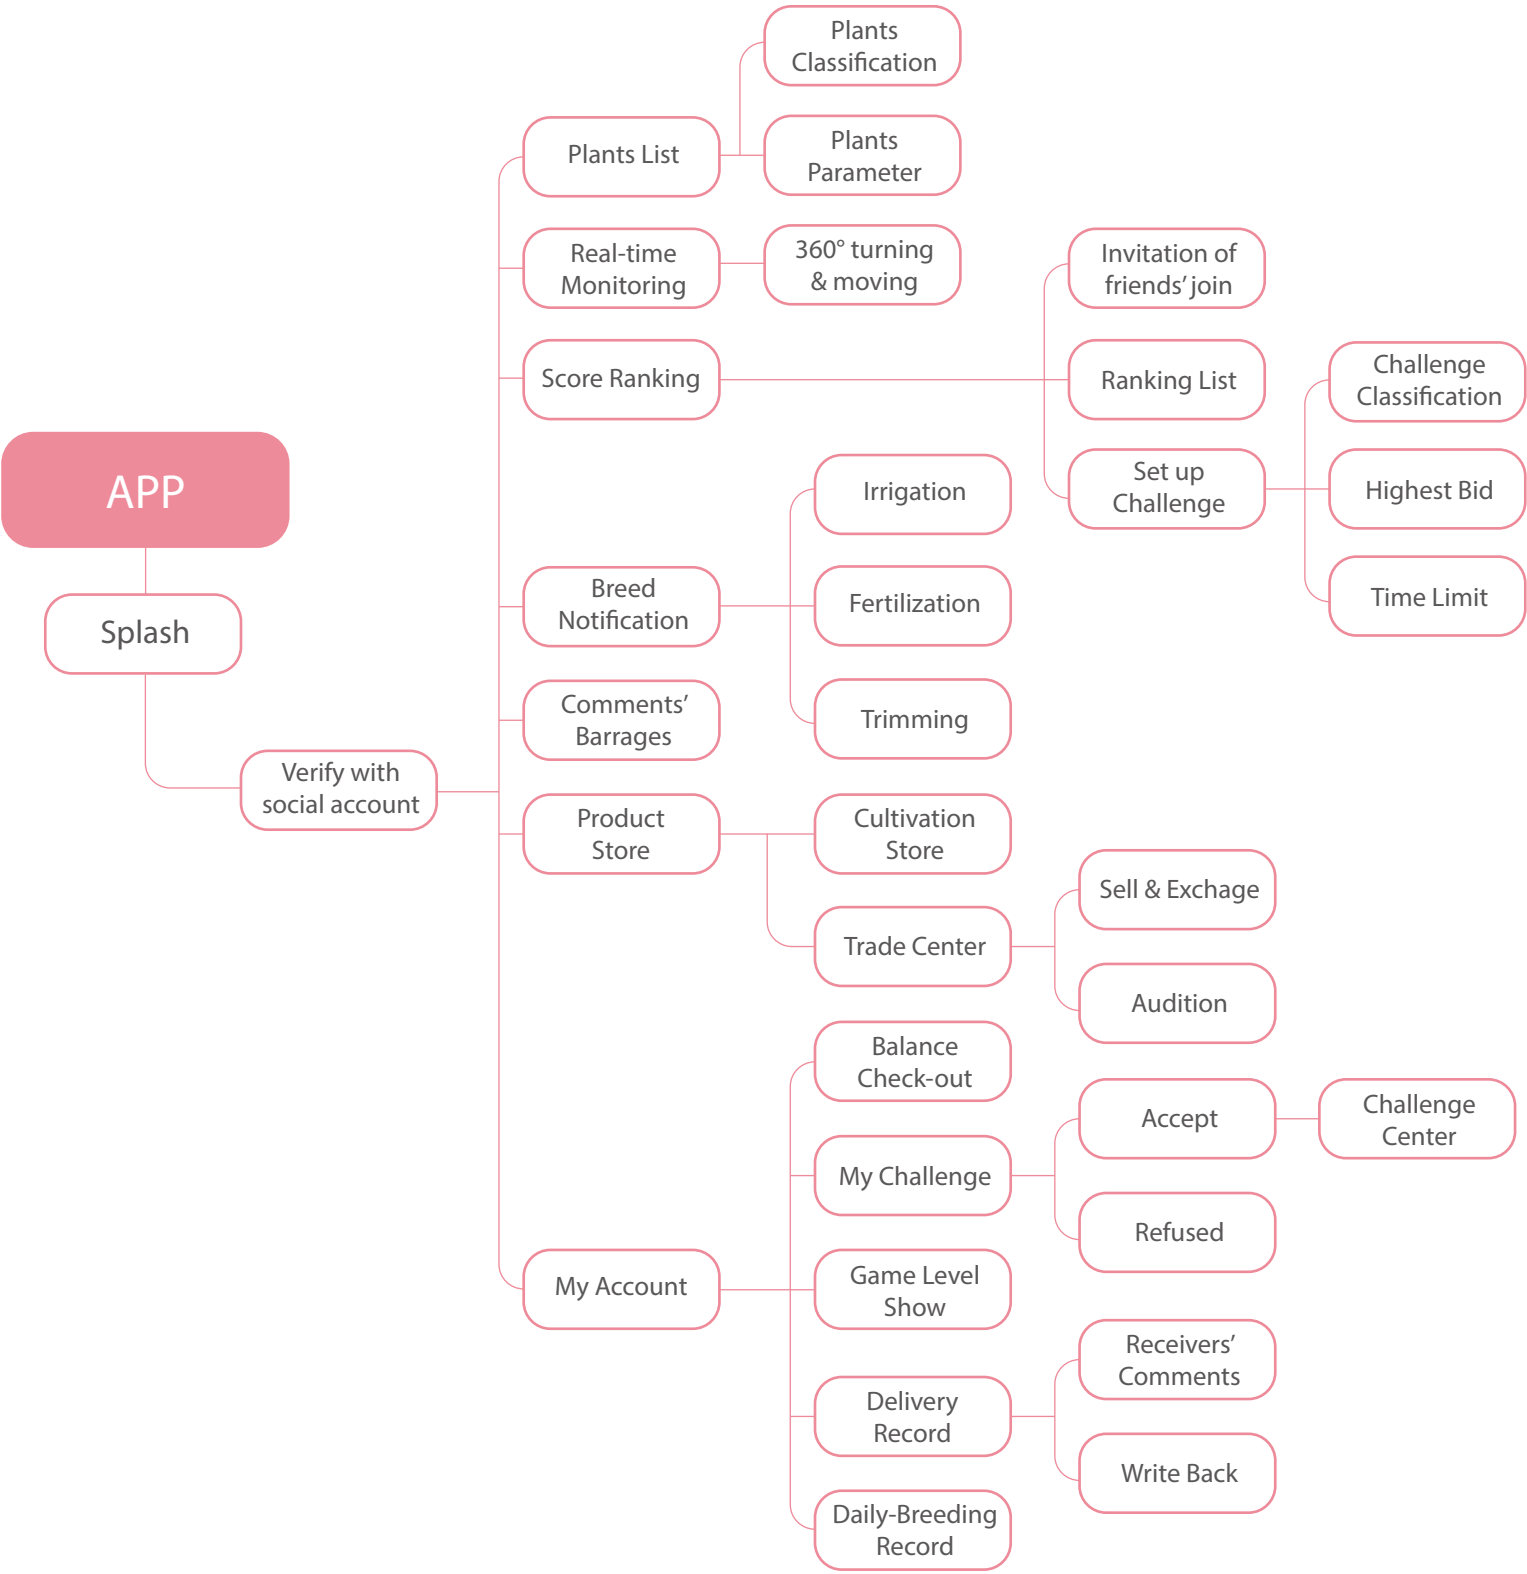 APP
Splash
Verify with
social account
Plants List
Plants
Classification
Plants
Parameter
Real-time
Monitoring
360° turning
& moving
Score Ranking
Invitation of
friends’ join
Ranking List
Set up
Challenge
Challenge
Classification
Highest Bid
Time Limit
Breed
Notification
Irrigation
Fertilization
Trimming
Comments’
Barrages
Product
Store
Cultivation
Store
Trade Center
Sell & Exchage
Audition
My Account
Balance
Check-out
My Challenge
Accept
Challenge
Center
Refused
Game Level
Show
Delivery
Record
Receivers’
Comments
Write Back
Daily-Breeding
Record